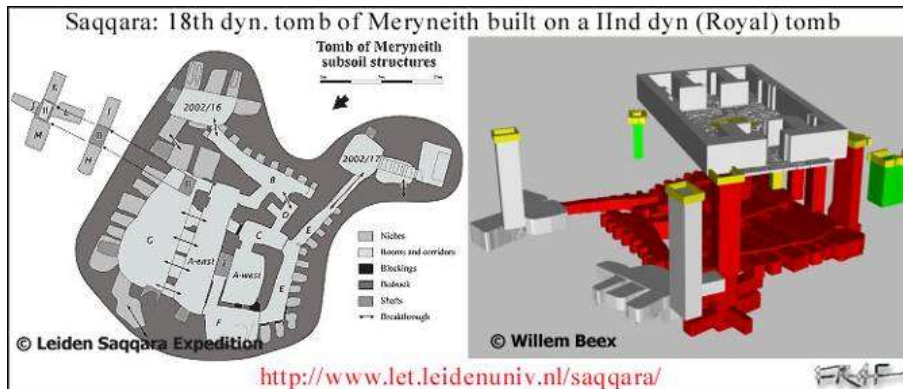 Saqqara: 18th dyn. tomb of Meryneith built on a IInd dyn (Royal) tomb
Tomb of Meryneith
subsoil structures
2002/16
2002/17
K
J
II
L
M
I
H
B
D
C
E
G
A-east
A-west
E
F
Niches
Rooms and corridors
Blockings
Bedrock
Shafts
Breakthrough
© Leiden Saqqara Expedition
© Willem Beex
http://www.let.leidenuniv.nl/saqqara/